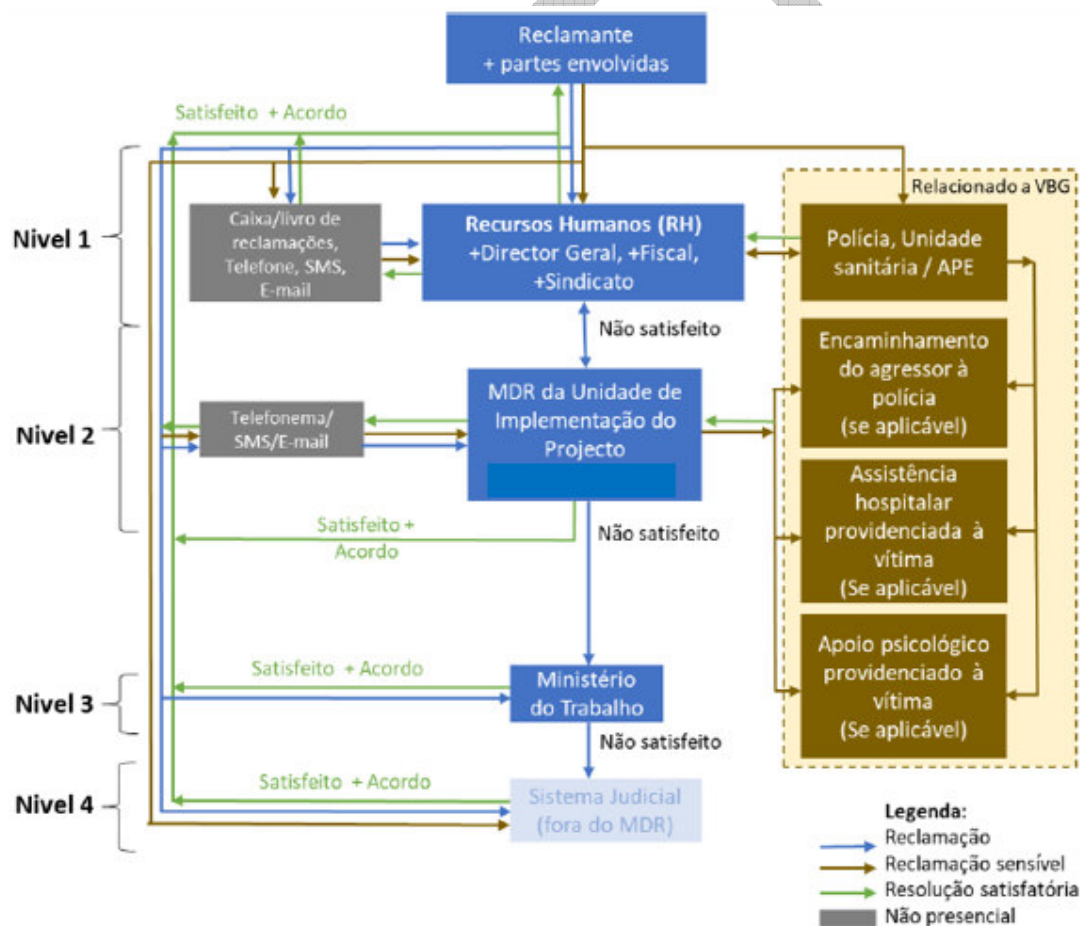 Reclamante
+ partes envolvidas
Satisfeito + Acordo
Nivel 1
Caixa/livro de
reclamações,
Telefone, SMS,
E-mail
Recursos Humanos (RH)
+Director Geral, +Fiscal,
+Sindicato
Relacionado a VBG
Polícia, Unidade
sanitária / APE
Não satisfeito
Encaminhamento
do agressor à
polícia
(se aplicável)
Nivel 2
Telefonema/
SMS/E-mail
MDR da Unidade de
Implementação do
Projecto
Assistência
hospitalar
providenciada à
vítima
(Se aplicável)
Satisfeito +
Acordo
Não satisfeito
Apoio psicológico
providenciado à
vítima
(Se aplicável)
Nivel 3
Satisfeito + Acordo
Ministério
do Trabalho
Não satisfeito
Nivel 4
Satisfeito + Acordo
Sistema Judicial
(fora do MDR)
Legenda:
Reclamação
Reclamação sensível
Resolução satisfatória
Não presencial